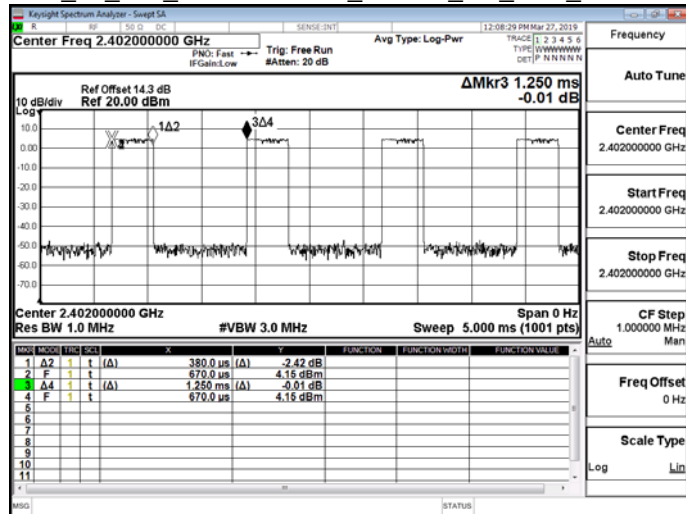 Keysight Spectrum Analyzer - Swept SA
R RF 50 Ω DC SENSE:INT 12:08:29 PM Mar 27, 2019
Center Freq 2.402000000 GHz
PNO: Fast
IFGain:Low
Trig: Free Run
#Atten: 20 dB
Avg Type: Log-Pwr
TRACE 1 2 3 4 5 6
TYPE WWWWWW
DET P N N N N N
Ref Offset 14.3 dB
10 dB/div Ref 20.00 dBm
ΔMkr3 1.250 ms
-0.01 dB
Log
10.0
0.00
-10.0
-20.0
-30.0
-40.0
-50.0
-60.0
-70.0
1Δ2
3Δ4
Center 2.402000000 GHz Span 0 Hz
Res BW 1.0 MHz #VBW 3.0 MHz Sweep 5.000 ms (1001 pts)
MKR MODE TRC SCL X Y FUNCTION FUNCTION WIDTH FUNCTION VALUE
1 Δ2 1 t (Δ) 380.0 µs (Δ) -2.42 dB
2 F 1 t 670.0 µs 4.15 dBm
3 Δ4 1 t (Δ) 1.250 ms (Δ) -0.01 dB
4 F 1 t 670.0 µs 4.15 dBm
5
6
7
8
9
10
11
MSG STATUS
Frequency
Auto Tune
Center Freq
2.402000000 GHz
Start Freq
2.402000000 GHz
Stop Freq
2.402000000 GHz
CF Step
1.000000 MHz
Auto Man
Freq Offset
0 Hz
Scale Type
Log Lin